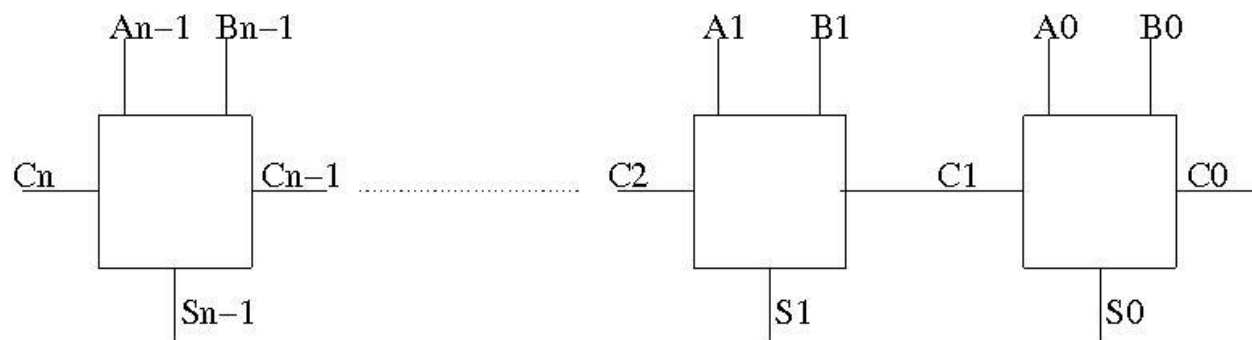 An−1 Bn−1 A1 B1 A0 B0
Cn Cn−1 C2 C1 C0
Sn−1 S1 S0